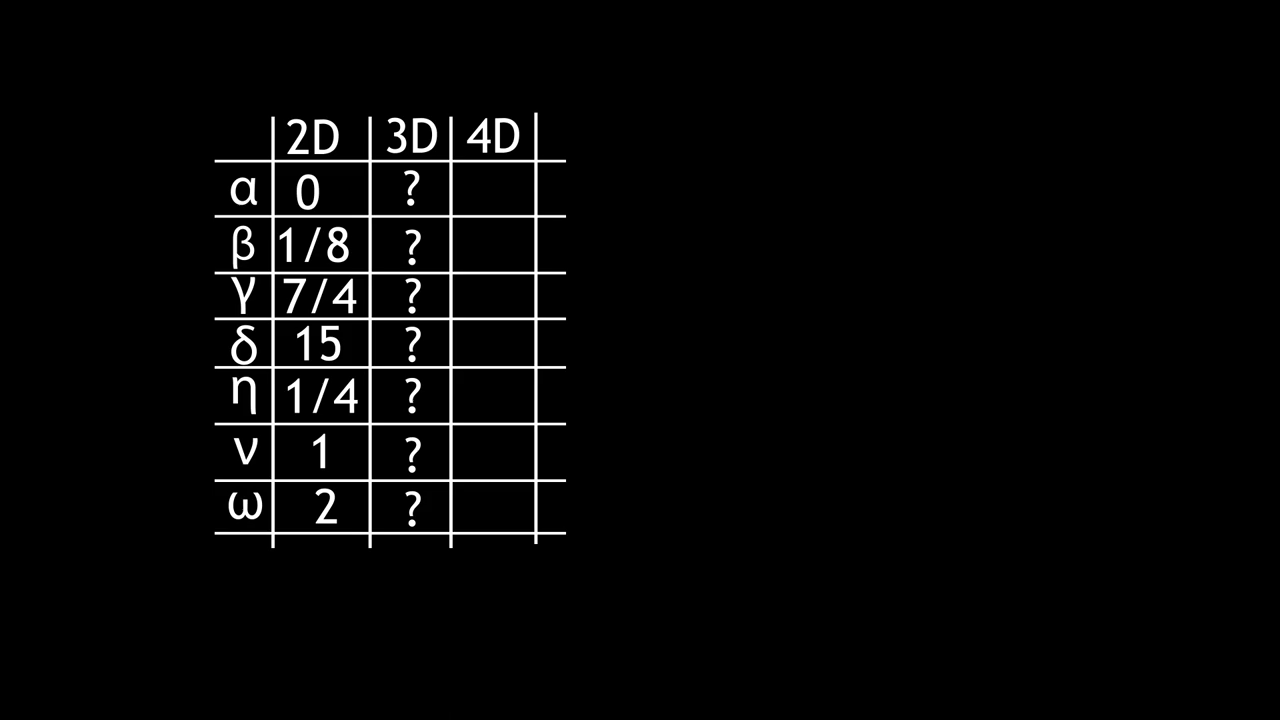 2D 3D 4D
α 0 ?
β 1/8 ?
γ 7/4 ?
δ 15 ?
η 1/4 ?
ν 1 ?
ω 2 ?